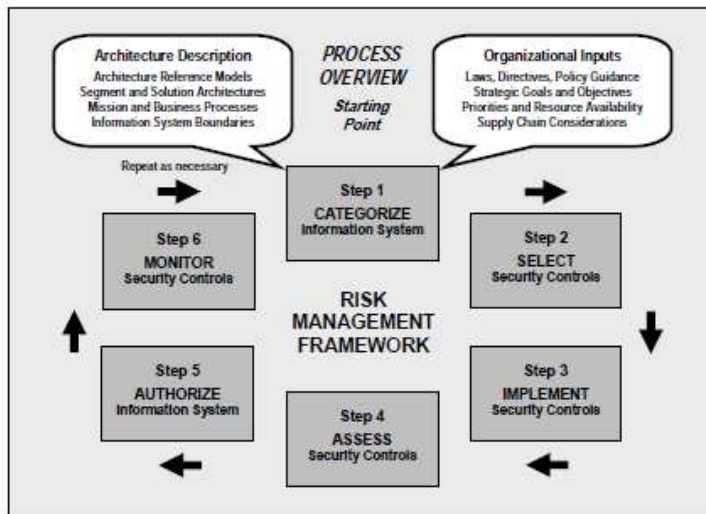 Architecture Description
Architecture Reference Models
Segment and Solution Architectures
Mission and Business Processes
Information System Boundaries
PROCESS
OVERVIEW
Starting
Point
Organizational Inputs
Laws, Directives, Policy Guidance
Strategic Goals and Objectives
Priorities and Resource Availability
Supply Chain Considerations
Repeat as necessary
Step 1
CATEGORIZE
Information System
Step 2
SELECT
Security Controls
Step 3
IMPLEMENT
Security Controls
Step 4
ASSESS
Security Controls
Step 5
AUTHORIZE
Information System
Step 6
MONITOR
Security Controls
RISK
MANAGEMENT
FRAMEWORK